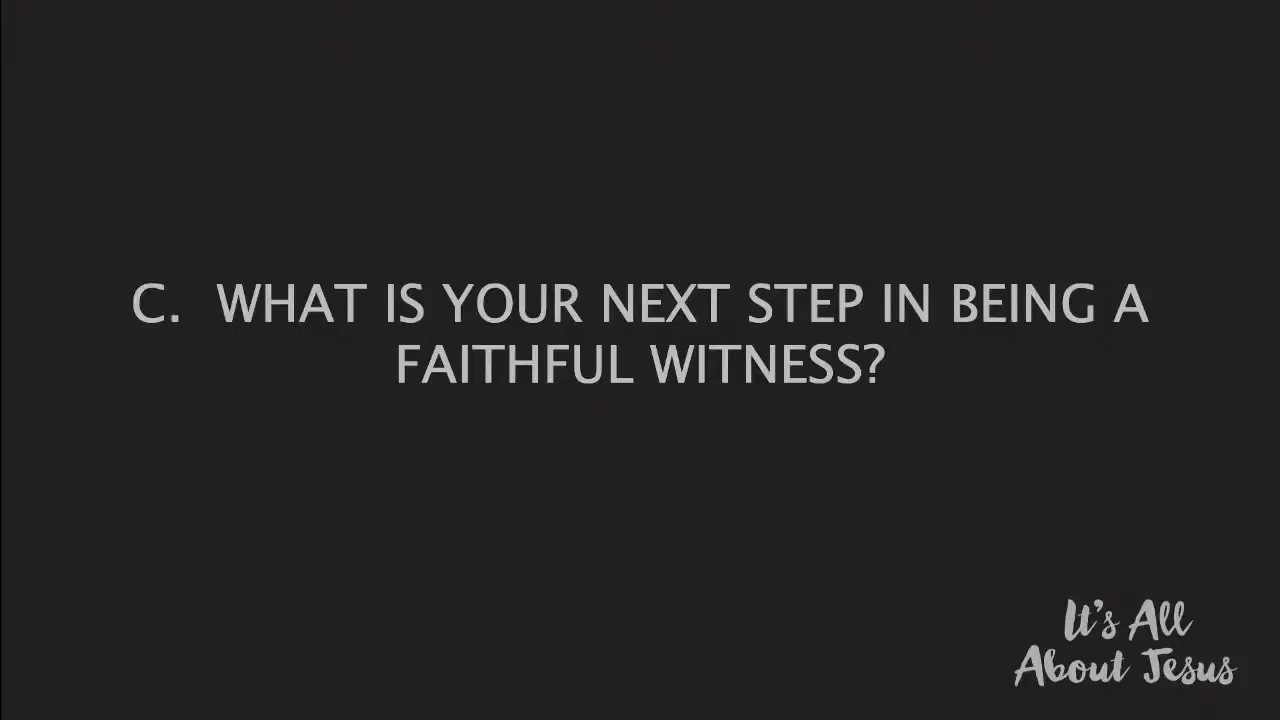 C.  WHAT IS YOUR NEXT STEP IN BEING A
FAITHFUL WITNESS?
It's All
About Jesus